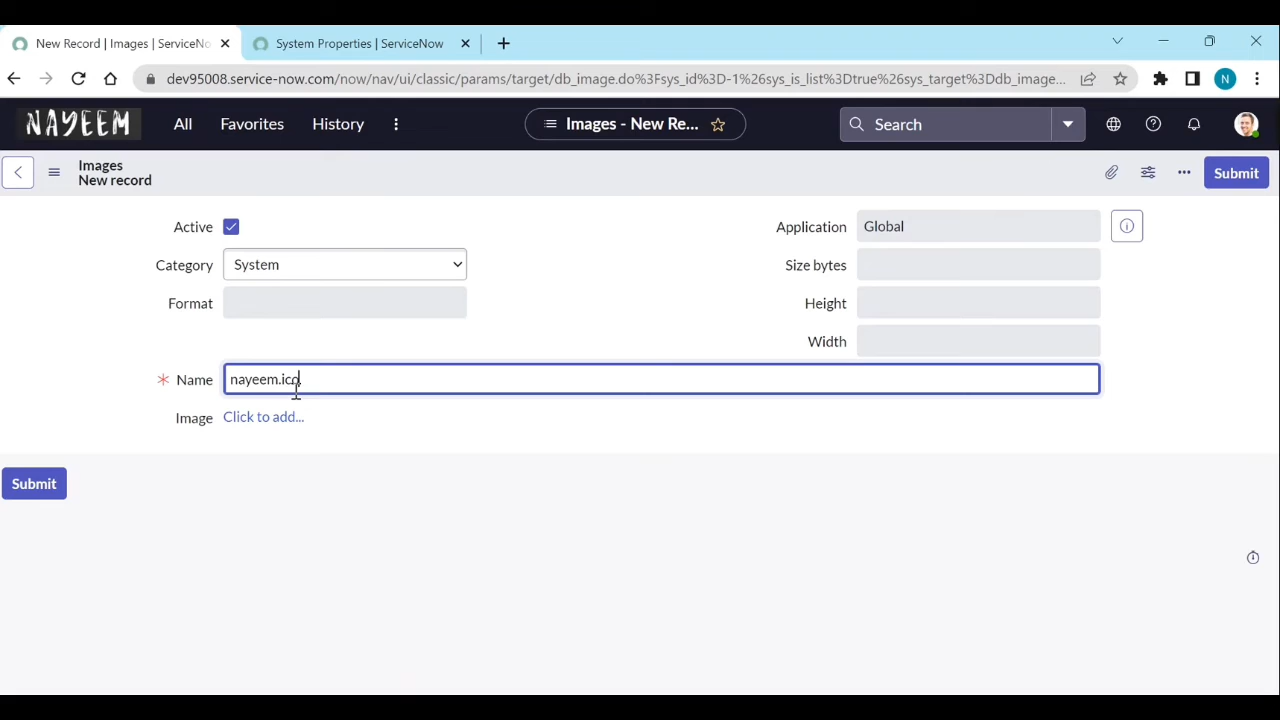 New Record | Images | ServiceNo
System Properties | ServiceNow
dev95008.service-now.com/now/nav/ui/classic/params/target/db_image.do%3Fsys_id%3D-1%26sys_is_list%3Dtrue%26sys_target%3Ddb_image...
N
NAYEEM
All
Favorites
History
Images - New Re...
Search
Images
New record
Submit
Active
Application
Global
Category
System
Size bytes
Format
Height
Width
* Name
nayeem.ico
Image
Click to add...
Submit